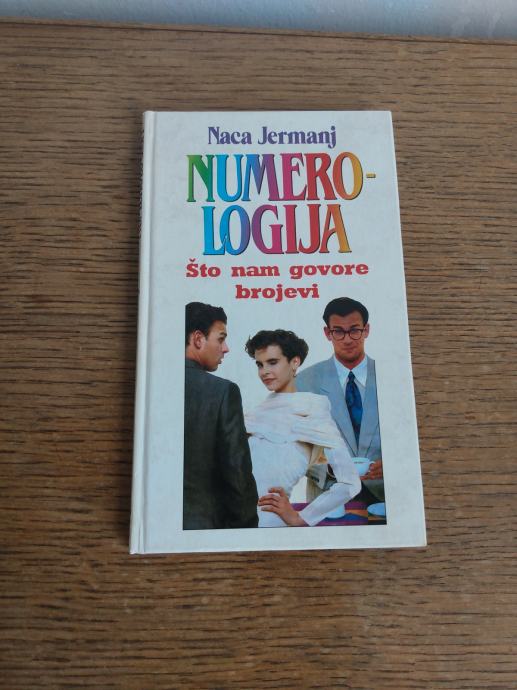 Naca Jermanj
NUMERO-
LOGIJA
Što nam govore
brojevi